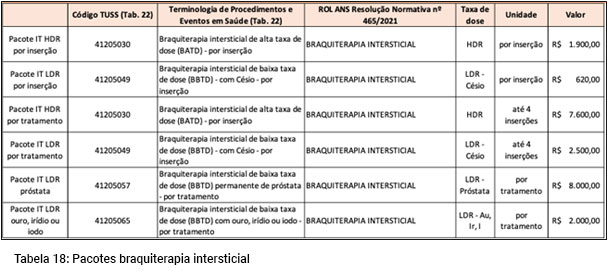 Código TUSS (Tab. 22)
Terminologia de Procedimentos e
Eventos em Saúde (Tab. 22)
ROL ANS Resolução Normativa nº
465/2021
Taxa de
dose
Unidade
Valor
Pacote IT HDR
por inserção
41205030
Braquiterapia intersticial de alta taxa de
dose (BATD) - por inserção
BRAQUITERAPIA INTERSTICIAL
HDR
por inserção
R$ 1.900,00
Pacote IT LDR
por inserção
41205049
Braquiterapia intersticial de baixa taxa
de dose (BBTD) - com Césio - por
inserção
BRAQUITERAPIA INTERSTICIAL
LDR -
Césio
por inserção
R$ 620,00
Pacote IT HDR
por tratamento
41205030
Braquiterapia intersticial de alta taxa de
dose (BATD) - por inserção
BRAQUITERAPIA INTERSTICIAL
HDR
até 4
inserções
R$ 7.600,00
Pacote IT LDR
por tratamento
41205049
Braquiterapia intersticial de baixa taxa
de dose (BBTD) - com Césio - por
inserção
BRAQUITERAPIA INTERSTICIAL
LDR -
Césio
até 4
inserções
R$ 2.500,00
Pacote IT LDR
próstata
41205057
Braquiterapia intersticial de baixa taxa
de dose (BBTD) permanente de próstata
- por tratamento
BRAQUITERAPIA INTERSTICIAL
LDR -
Próstata
por
tratamento
R$ 8.000,00
Pacote IT LDR
ouro, irídio ou
iodo
41205065
Braquiterapia intersticial de baixa taxa
de dose (BBTD) com ouro, irídio ou iodo
- por tratamento
BRAQUITERAPIA INTERSTICIAL
LDR - Au,
Ir, I
por
tratamento
R$ 2.000,00
Tabela 18: Pacotes braquiterapia intersticial